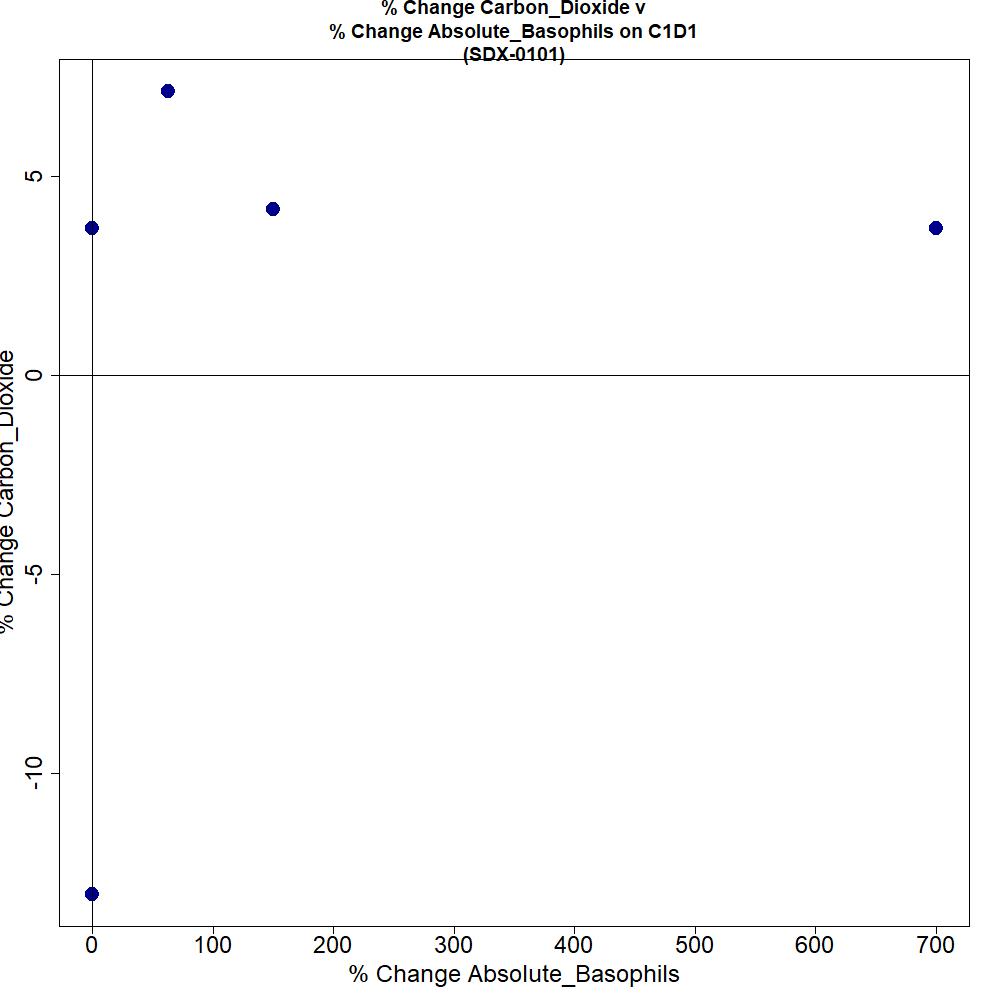 % Change Carbon_Dioxide v
% Change Absolute_Basophils on C1D1
(SDX-0101)
% Change Carbon_Dioxide
5
0
-5
-10
0 100 200 300 400 500 600 700
% Change Absolute_Basophils